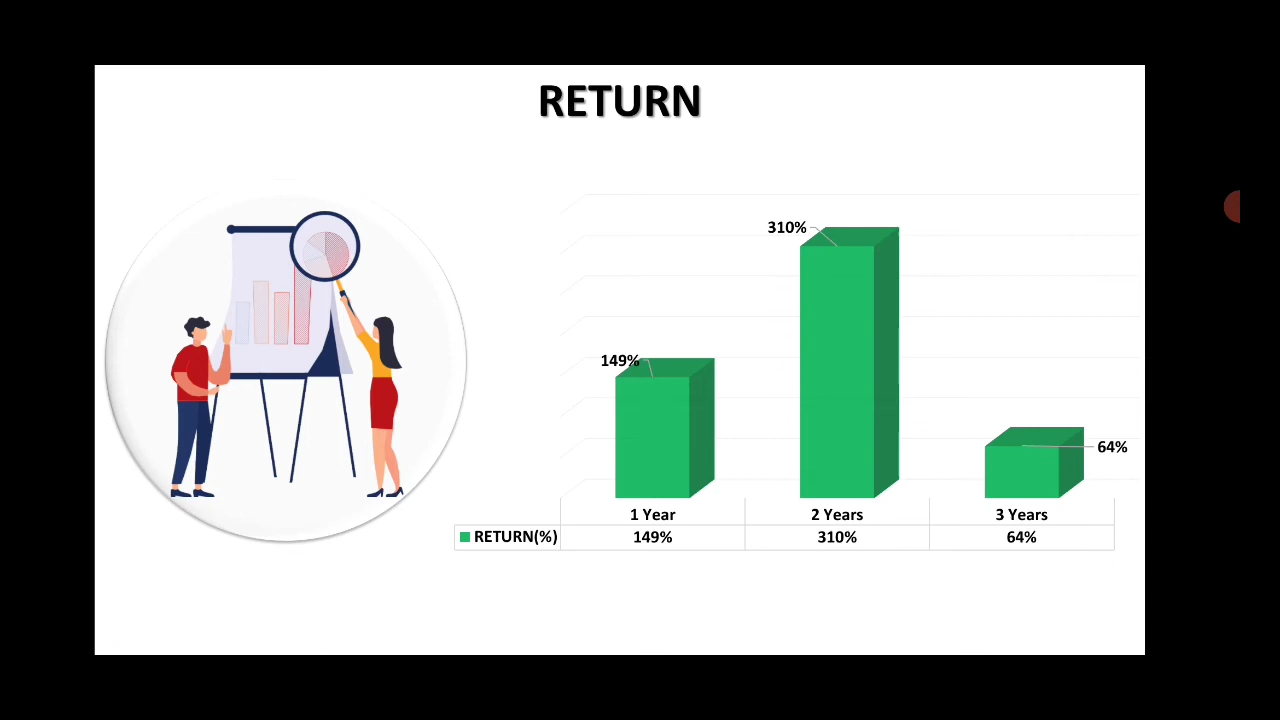 RETURN
310%
149%
64%
1 Year 2 Years 3 Years
RETURN(%) 149% 310% 64%